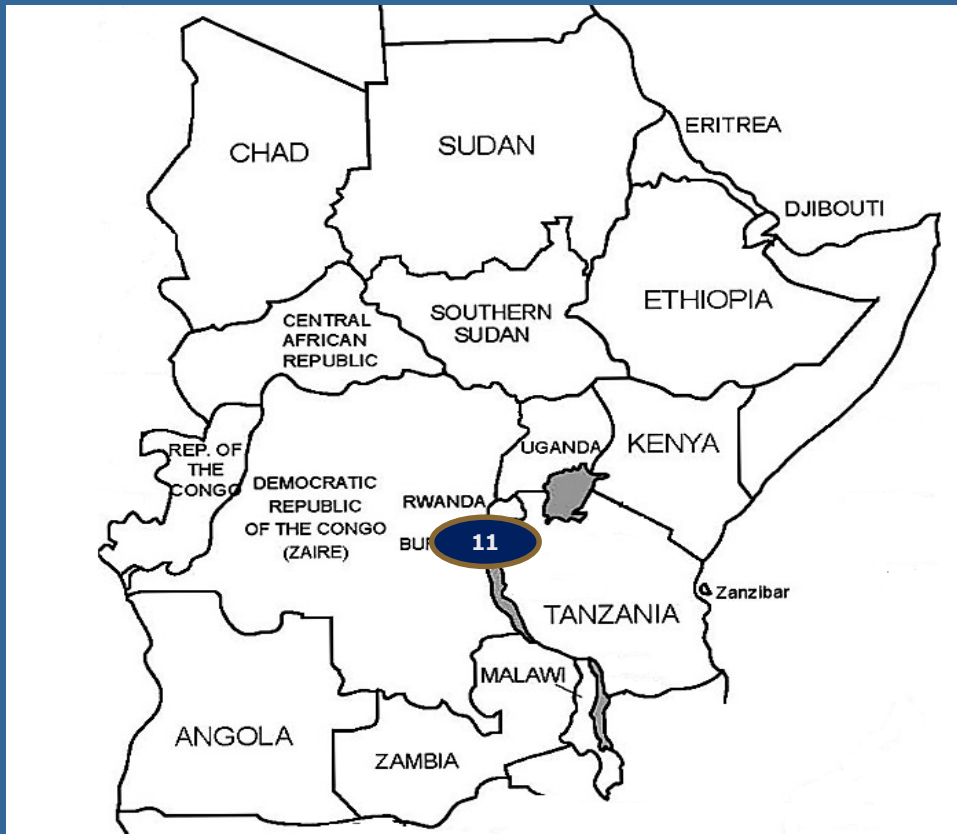 ERITREA
CHAD
SUDAN
DJIBOUTI
ETHIOPIA
CENTRAL
AFRICAN
REPUBLIC
SOUTHERN
SUDAN
REP. OF
THE
CONGO
UGANDA
KENYA
DEMOCRATIC
REPUBLIC
OF THE CONGO
(ZAIRE)
RWANDA
11
Zanzibar
TANZANIA
MALAWI
ANGOLA
ZAMBIA